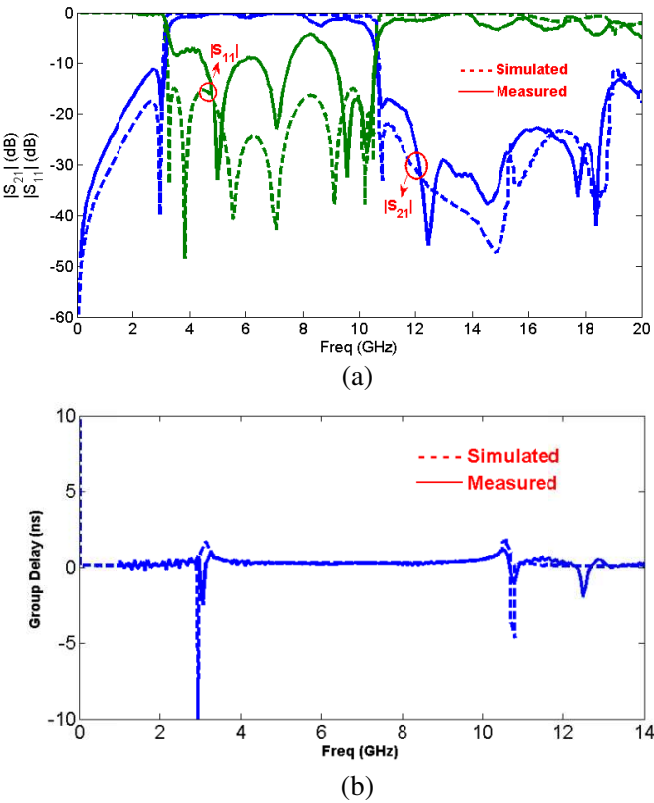 0
-10
-20
-30
-40
-50
-60
|S21| (dB)
|S11| (dB)
|S11|
Simulated
Measured
|S21|
0 2 4 6 8 10 12 14 16 18 20
Freq (GHz)
(a)
10
5
0
-5
-10
Group Delay (ns)
Simulated
Measured
0 2 4 6 8 10 12 14
Freq (GHz)
(b)